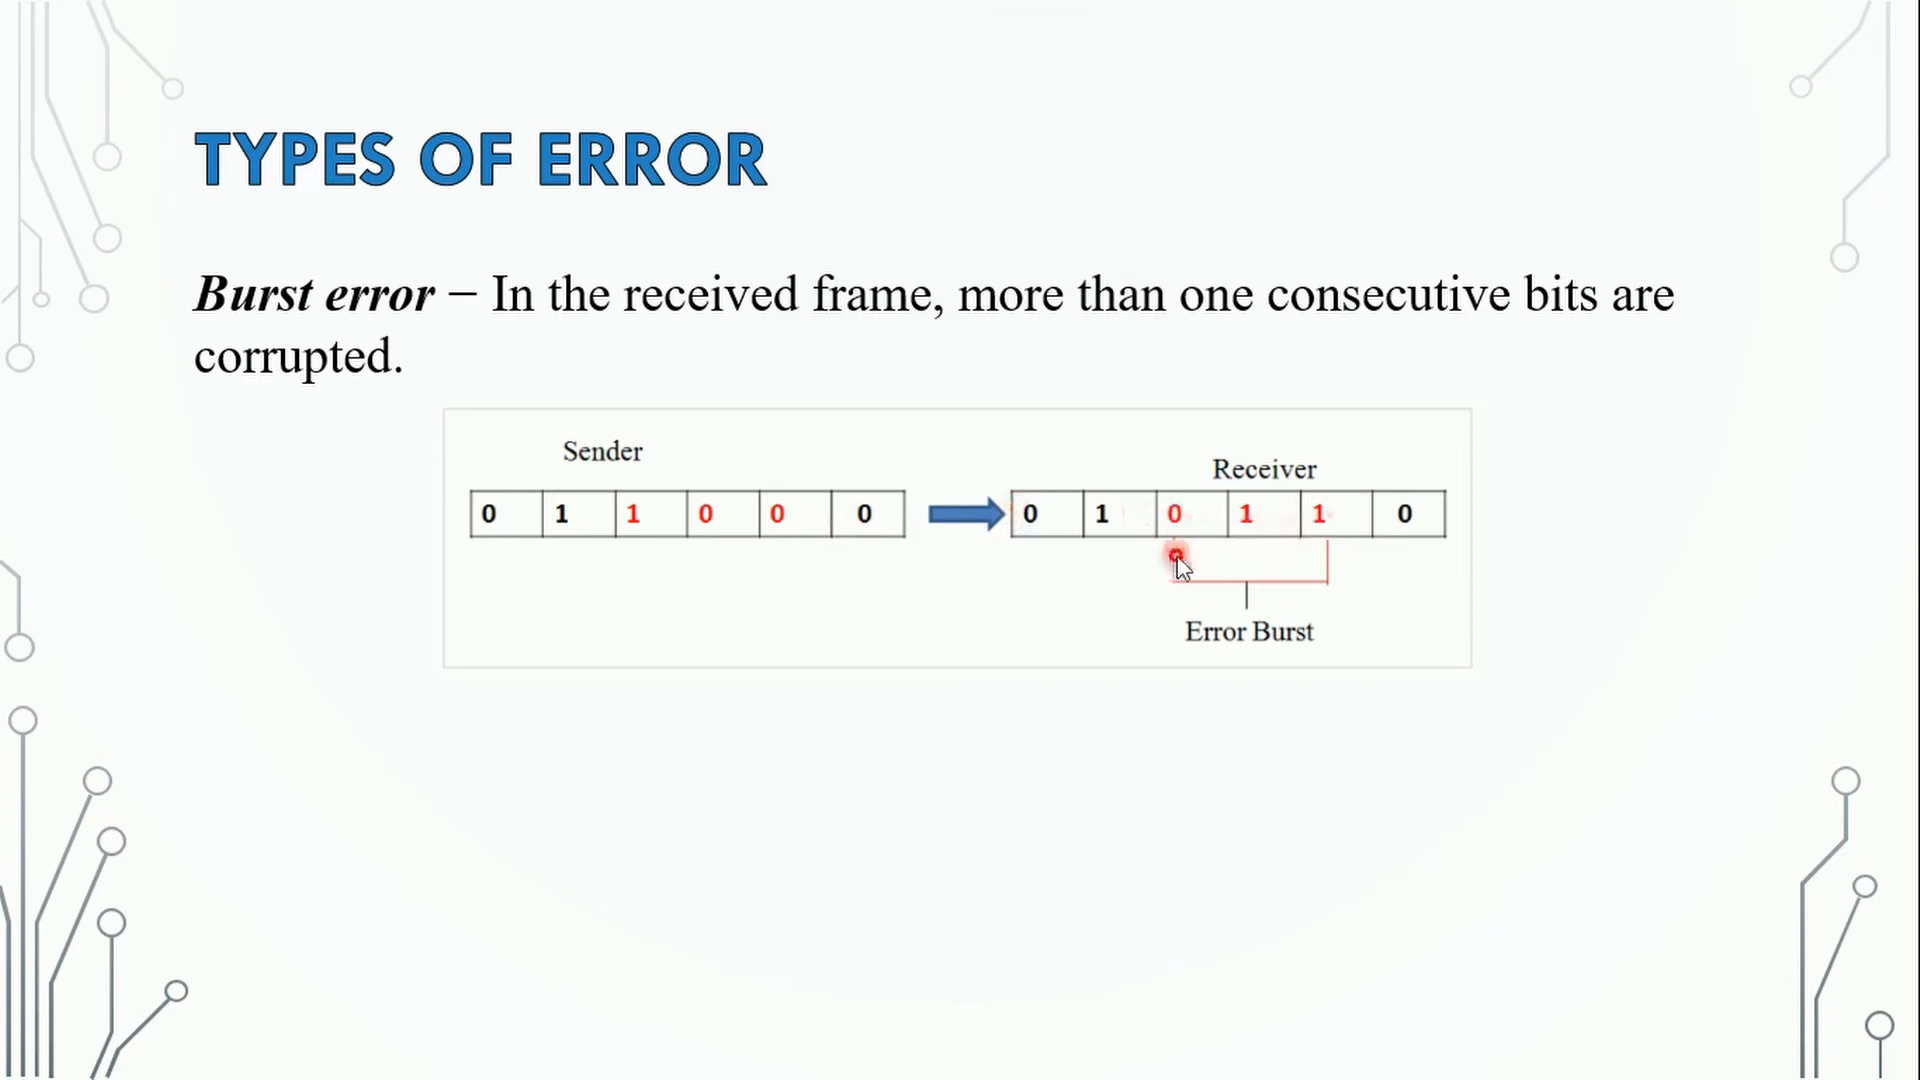 TYPES OF ERROR
Burst error – In the received frame, more than one consecutive bits are
corrupted.
Sender
Receiver
0 1 1 0 0 0
0 1 0 1 1 0
Error Burst